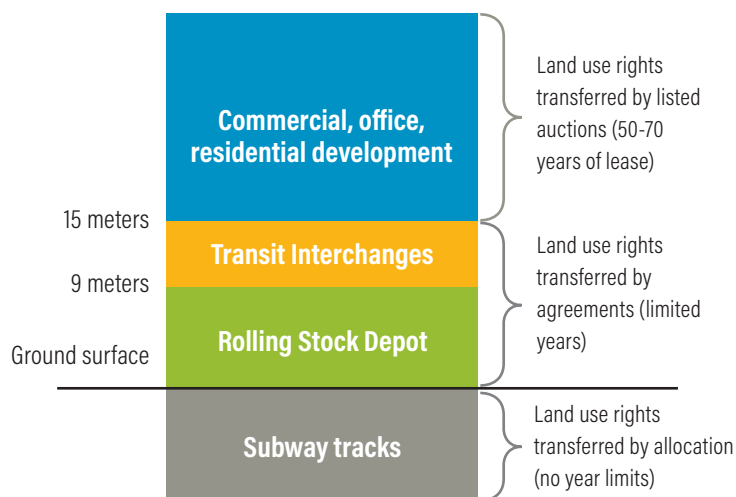 Commercial, office,
residential development
Land use rights
transferred by listed
auctions (50-70
years of lease)
15 meters
Transit Interchanges
9 meters
Land use rights
transferred by
agreements (limited
years)
Rolling Stock Depot
Ground surface
Subway tracks
Land use rights
transferred by allocation
(no year limits)